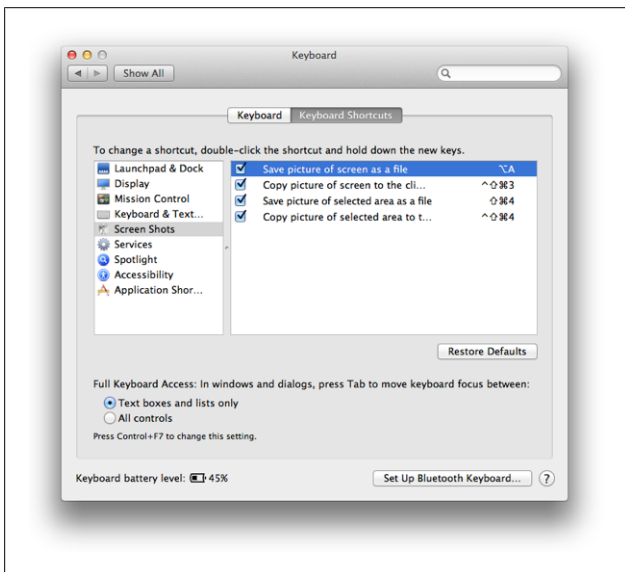 Keyboard
Show All
Keyboard Keyboard Shortcuts
To change a shortcut, double-click the shortcut and hold down the new keys.
Launchpad & Dock
Display
Mission Control
Keyboard & Text...
Screen Shots
Services
Spotlight
Accessibility
Application Shor...
Save picture of screen as a file ⌥A
Copy picture of screen to the cli... ^⇧⌘3
Save picture of selected area as a file ⇧⌘4
Copy picture of selected area to t... ^⇧⌘4
Restore Defaults
Full Keyboard Access: In windows and dialogs, press Tab to move keyboard focus between:
Text boxes and lists only
All controls
Press Control+F7 to change this setting.
Keyboard battery level: 45%
Set Up Bluetooth Keyboard... ?